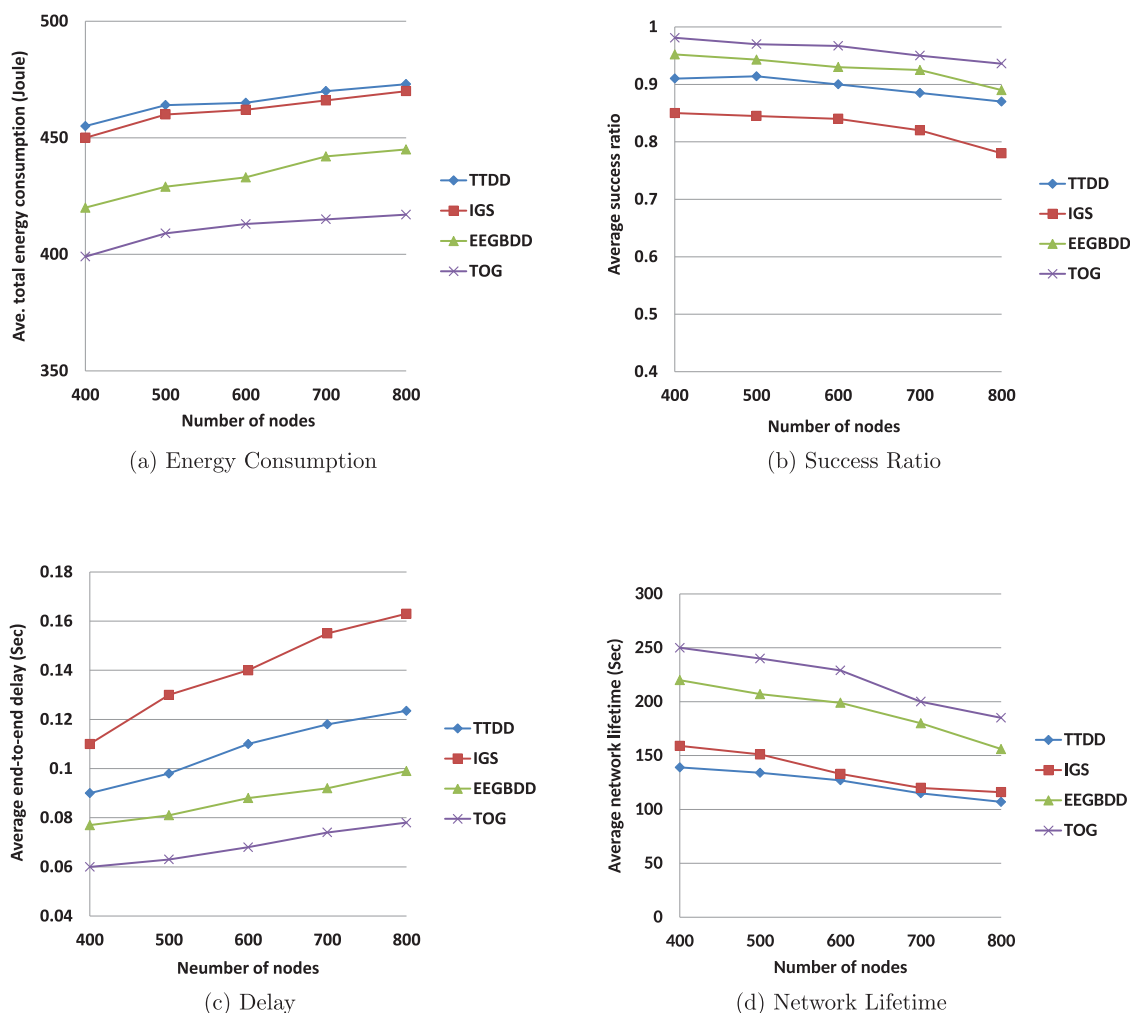 500
450
400
350
400 500 600 700 800
Ave. total energy consumption (Joule)
Number of nodes
TTDD
IGS
EEGBDD
TOG
(a) Energy Consumption
1
0.9
0.8
0.7
0.6
0.5
0.4
400 500 600 700 800
Average success ratio
Number of nodes
TTDD
IGS
EEGBDD
TOG
(b) Success Ratio
0.18
0.16
0.14
0.12
0.1
0.08
0.06
0.04
400 500 600 700 800
Average end-to-end delay (Sec)
Neumber of nodes
TTDD
IGS
EEGBDD
TOG
(c) Delay
300
250
200
150
100
50
0
400 500 600 700 800
Average network lifetime (Sec)
Number of nodes
TTDD
IGS
EEGBDD
TOG
(d) Network Lifetime